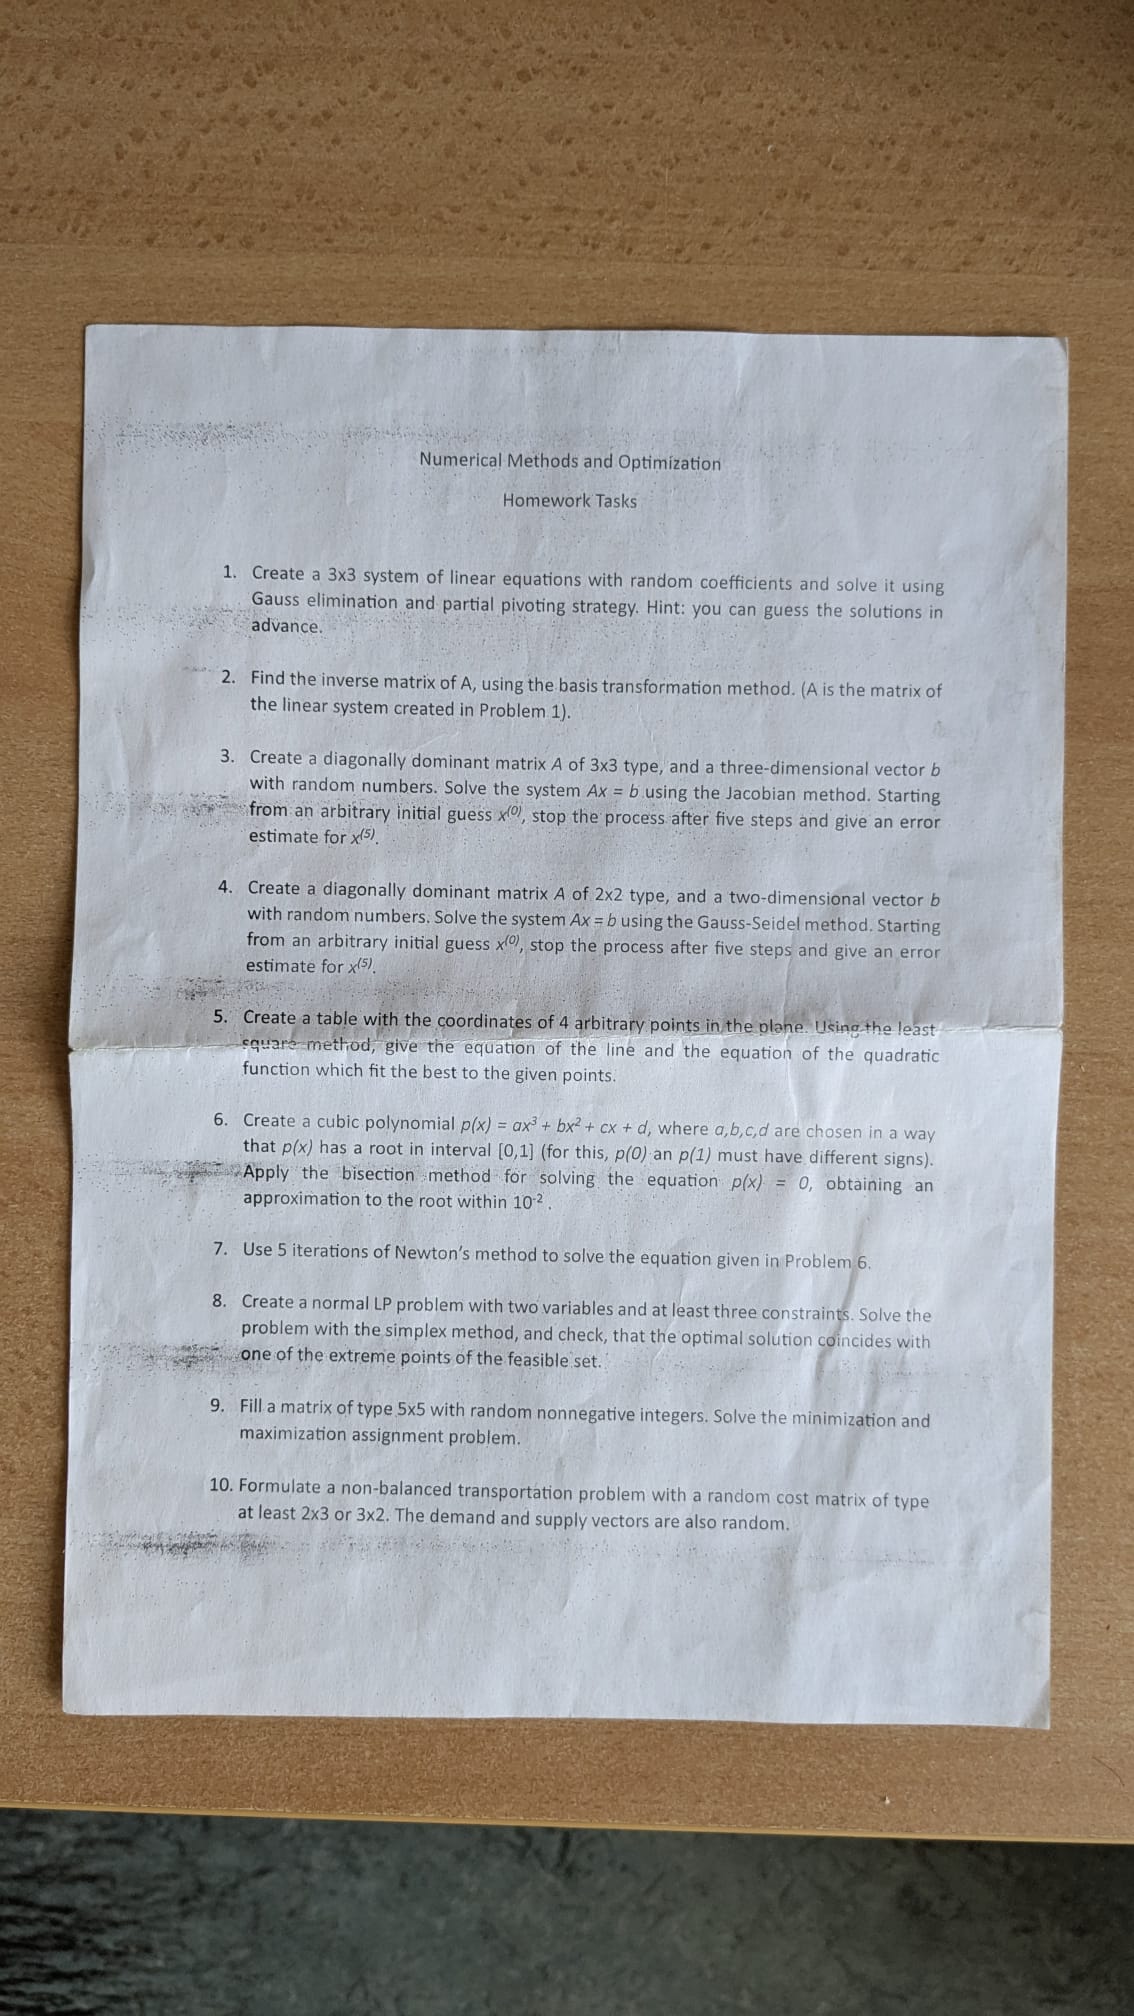 Numerical Methods and Optimization
Homework Tasks
1. Create a 3x3 system of linear equations with random coefficients and solve it using
Gauss elimination and partial pivoting strategy. Hint: you can guess the solutions in
advance.
2. Find the inverse matrix of A, using the basis transformation method. (A is the matrix of
the linear system created in Problem 1).
3. Create a diagonally dominant matrix A of 3x3 type, and a three-dimensional vector b
with random numbers. Solve the system Ax = b using the Jacobian method. Starting
from an arbitrary initial guess x⁽⁰⁾, stop the process after five steps and give an error
estimate for x⁽⁵⁾.
4. Create a diagonally dominant matrix A of 2x2 type, and a two-dimensional vector b
with random numbers. Solve the system Ax = b using the Gauss-Seidel method. Starting
from an arbitrary initial guess x⁽⁰⁾, stop the process after five steps and give an error
estimate for x⁽⁵⁾.
5. Create a table with the coordinates of 4 arbitrary points in the plane. Using the least
square method, give the equation of the line and the equation of the quadratic
function which fit the best to the given points.
6. Create a cubic polynomial p(x) = ax³ + bx² + cx + d, where a,b,c,d are chosen in a way
that p(x) has a root in interval [0,1] (for this, p(0) an p(1) must have different signs).
Apply the bisection method for solving the equation p(x) = 0, obtaining an
approximation to the root within 10⁻².
7. Use 5 iterations of Newton's method to solve the equation given in Problem 6.
8. Create a normal LP problem with two variables and at least three constraints. Solve the
problem with the simplex method, and check, that the optimal solution coincides with
one of the extreme points of the feasible set.
9. Fill a matrix of type 5x5 with random nonnegative integers. Solve the minimization and
maximization assignment problem.
10. Formulate a non-balanced transportation problem with a random cost matrix of type
at least 2x3 or 3x2. The demand and supply vectors are also random.